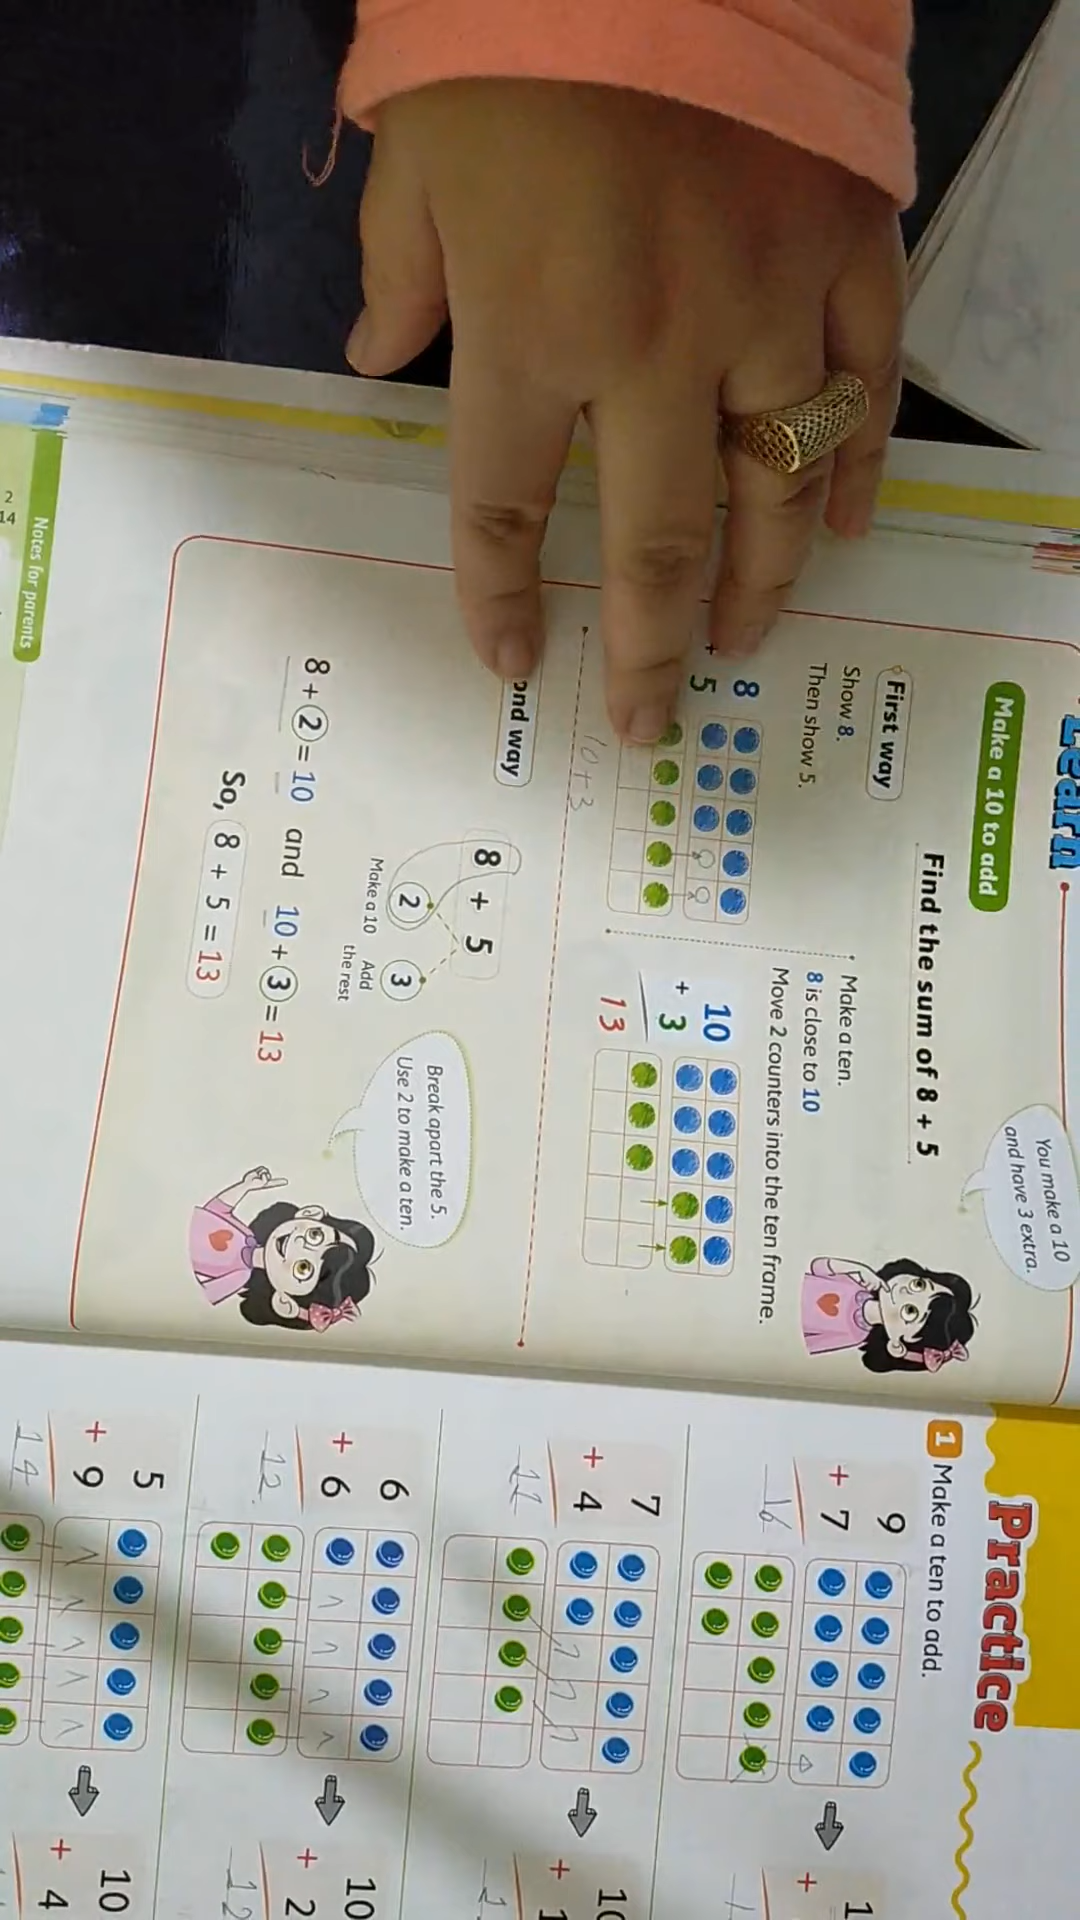 Learn
Make a 10 to add
You make a 10
and have 3 extra.
Find the sum of 8 + 5
First way
Show 8.
Then show 5.
8
+ 5
10+3
Make a ten.
8 is close to 10
Move 2 counters into the ten frame.
10
+ 3
13
ond way
8 + 5
2 3
Make a 10
Add
the rest
Break apart the 5.
Use 2 to make a ten.
8 + 2 = 10 and 10 + 3 = 13
So, 8 + 5 = 13
Notes for parents
2
14
Practice
1 Make a ten to add.
9
+ 7
16
1
+
7
+ 4
11
10
+ 1
6
+ 6
12
10
+ 2
12
5
+ 9
14
10
+ 4